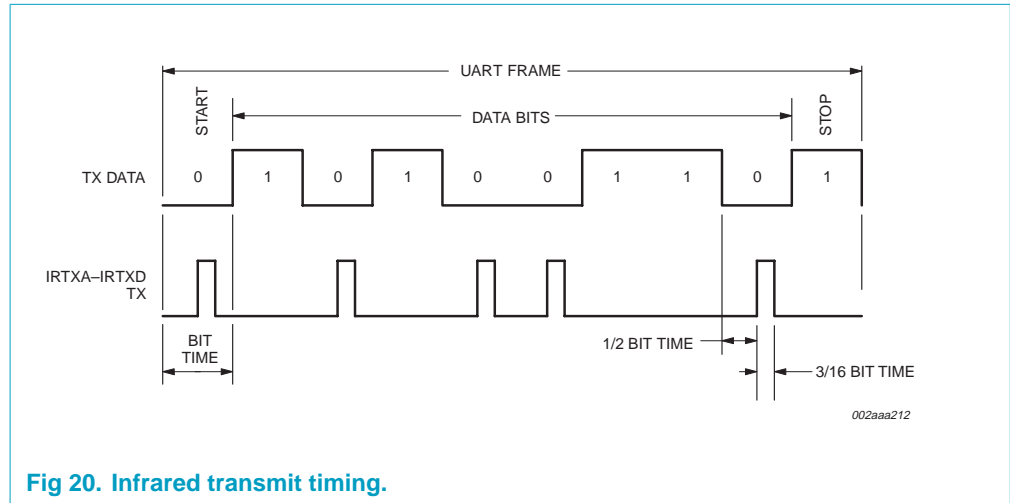 UART FRAME
START
DATA BITS
STOP
TX DATA
0 1 0 1 0 0 1 1 0 1
IRTXA–IRTXD
TX
BIT
TIME
1/2 BIT TIME
3/16 BIT TIME
002aaa212
Fig 20. Infrared transmit timing.